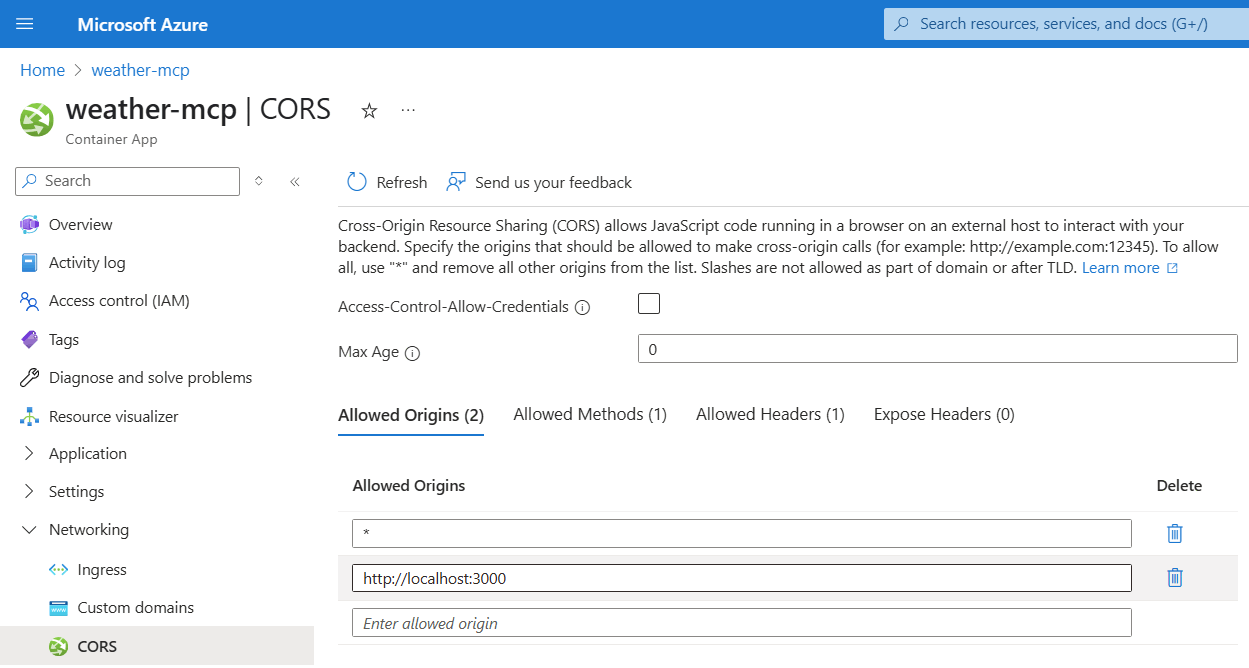 Microsoft Azure
Search resources, services, and docs (G+/)
Home > weather-mcp
weather-mcp | CORS
Container App
Search
Overview
Activity log
Access control (IAM)
Tags
Diagnose and solve problems
Resource visualizer
Application
Settings
Networking
Ingress
Custom domains
CORS
Refresh
Send us your feedback
Cross-Origin Resource Sharing (CORS) allows JavaScript code running in a browser on an external host to interact with your
backend. Specify the origins that should be allowed to make cross-origin calls (for example: http://example.com:12345). To allow
all, use "*" and remove all other origins from the list. Slashes are not allowed as part of domain or after TLD. Learn more
Access-Control-Allow-Credentials
Max Age
0
Allowed Origins (2)
Allowed Methods (1)
Allowed Headers (1)
Expose Headers (0)
Allowed Origins
Delete
*
http://localhost:3000
Enter allowed origin